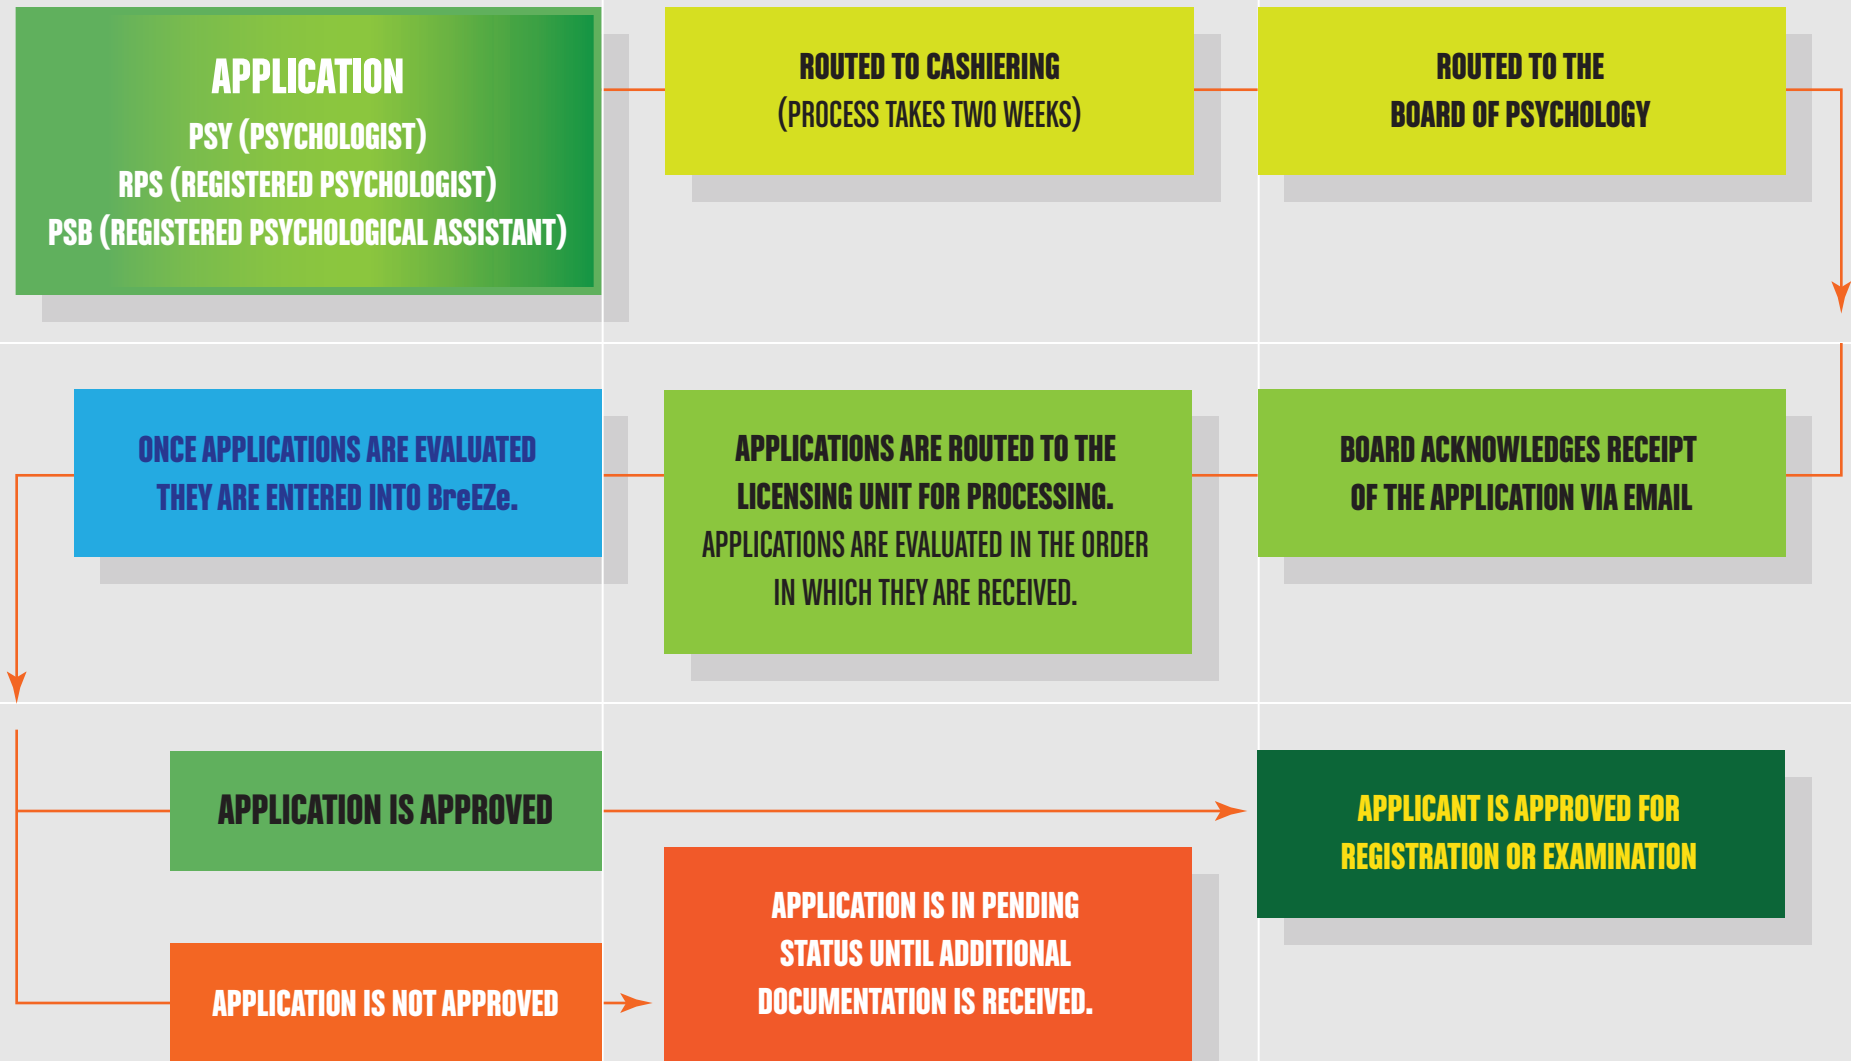 APPLICATION
PSY (PSYCHOLOGIST)
RPS (REGISTERED PSYCHOLOGIST)
PSB (REGISTERED PSYCHOLOGICAL ASSISTANT)
ROUTED TO CASHIERING
(PROCESS TAKES TWO WEEKS)
ROUTED TO THE
BOARD OF PSYCHOLOGY
BOARD ACKNOWLEDGES RECEIPT
OF THE APPLICATION VIA EMAIL
APPLICATIONS ARE ROUTED TO THE
LICENSING UNIT FOR PROCESSING.
APPLICATIONS ARE EVALUATED IN THE ORDER
IN WHICH THEY ARE RECEIVED.
ONCE APPLICATIONS ARE EVALUATED
THEY ARE ENTERED INTO BreEZe.
APPLICATION IS APPROVED
APPLICANT IS APPROVED FOR
REGISTRATION OR EXAMINATION
APPLICATION IS NOT APPROVED
APPLICATION IS IN PENDING
STATUS UNTIL ADDITIONAL
DOCUMENTATION IS RECEIVED.